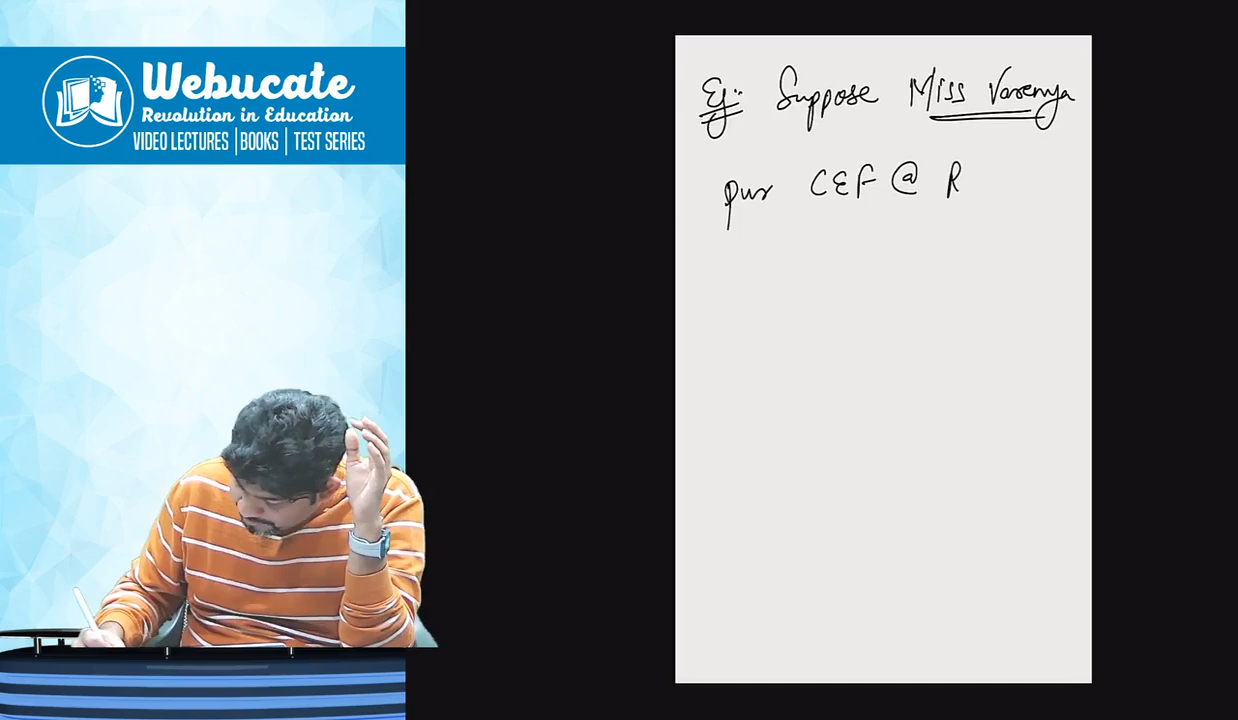 Webucate
Revolution in Education
VIDEO LECTURES | BOOKS | TEST SERIES
Eg:- Suppose Miss Varenya
pur CEF @ R